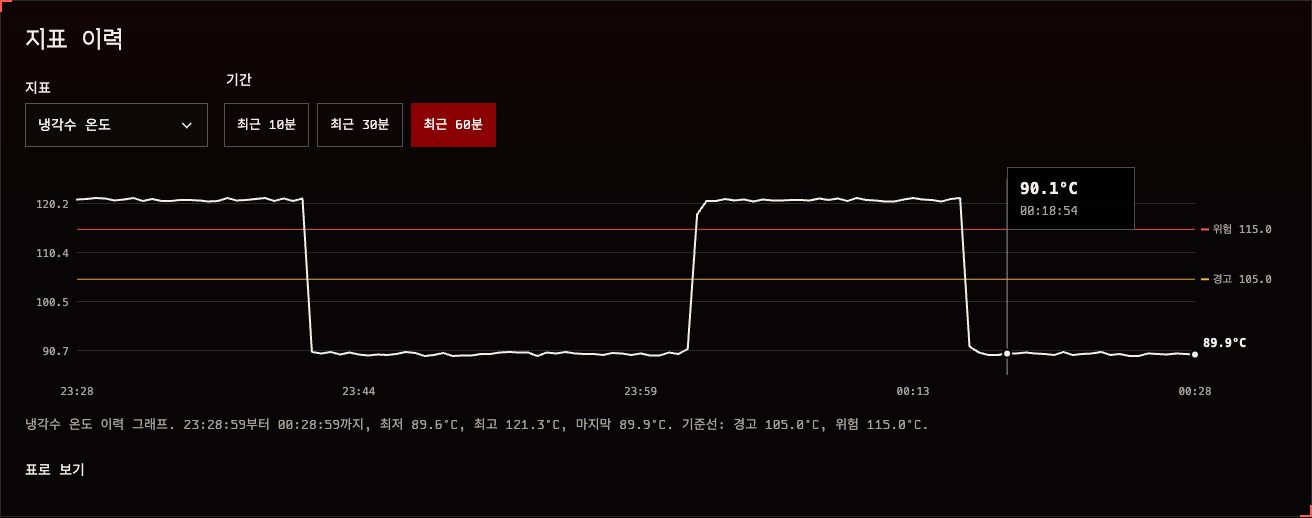 지표 이력
지표
기간
냉각수 온도
최근 10분
최근 30분
최근 60분
90.1°C
00:18:54
120.2
110.4
100.5
90.7
위험 115.0
경고 105.0
89.9°C
23:28
23:44
23:59
00:13
00:28
냉각수 온도 이력 그래프. 23:28:59부터 00:28:59까지, 최저 89.6°C, 최고 121.3°C, 마지막 89.9°C. 기준선: 경고 105.0°C, 위험 115.0°C.
표로 보기